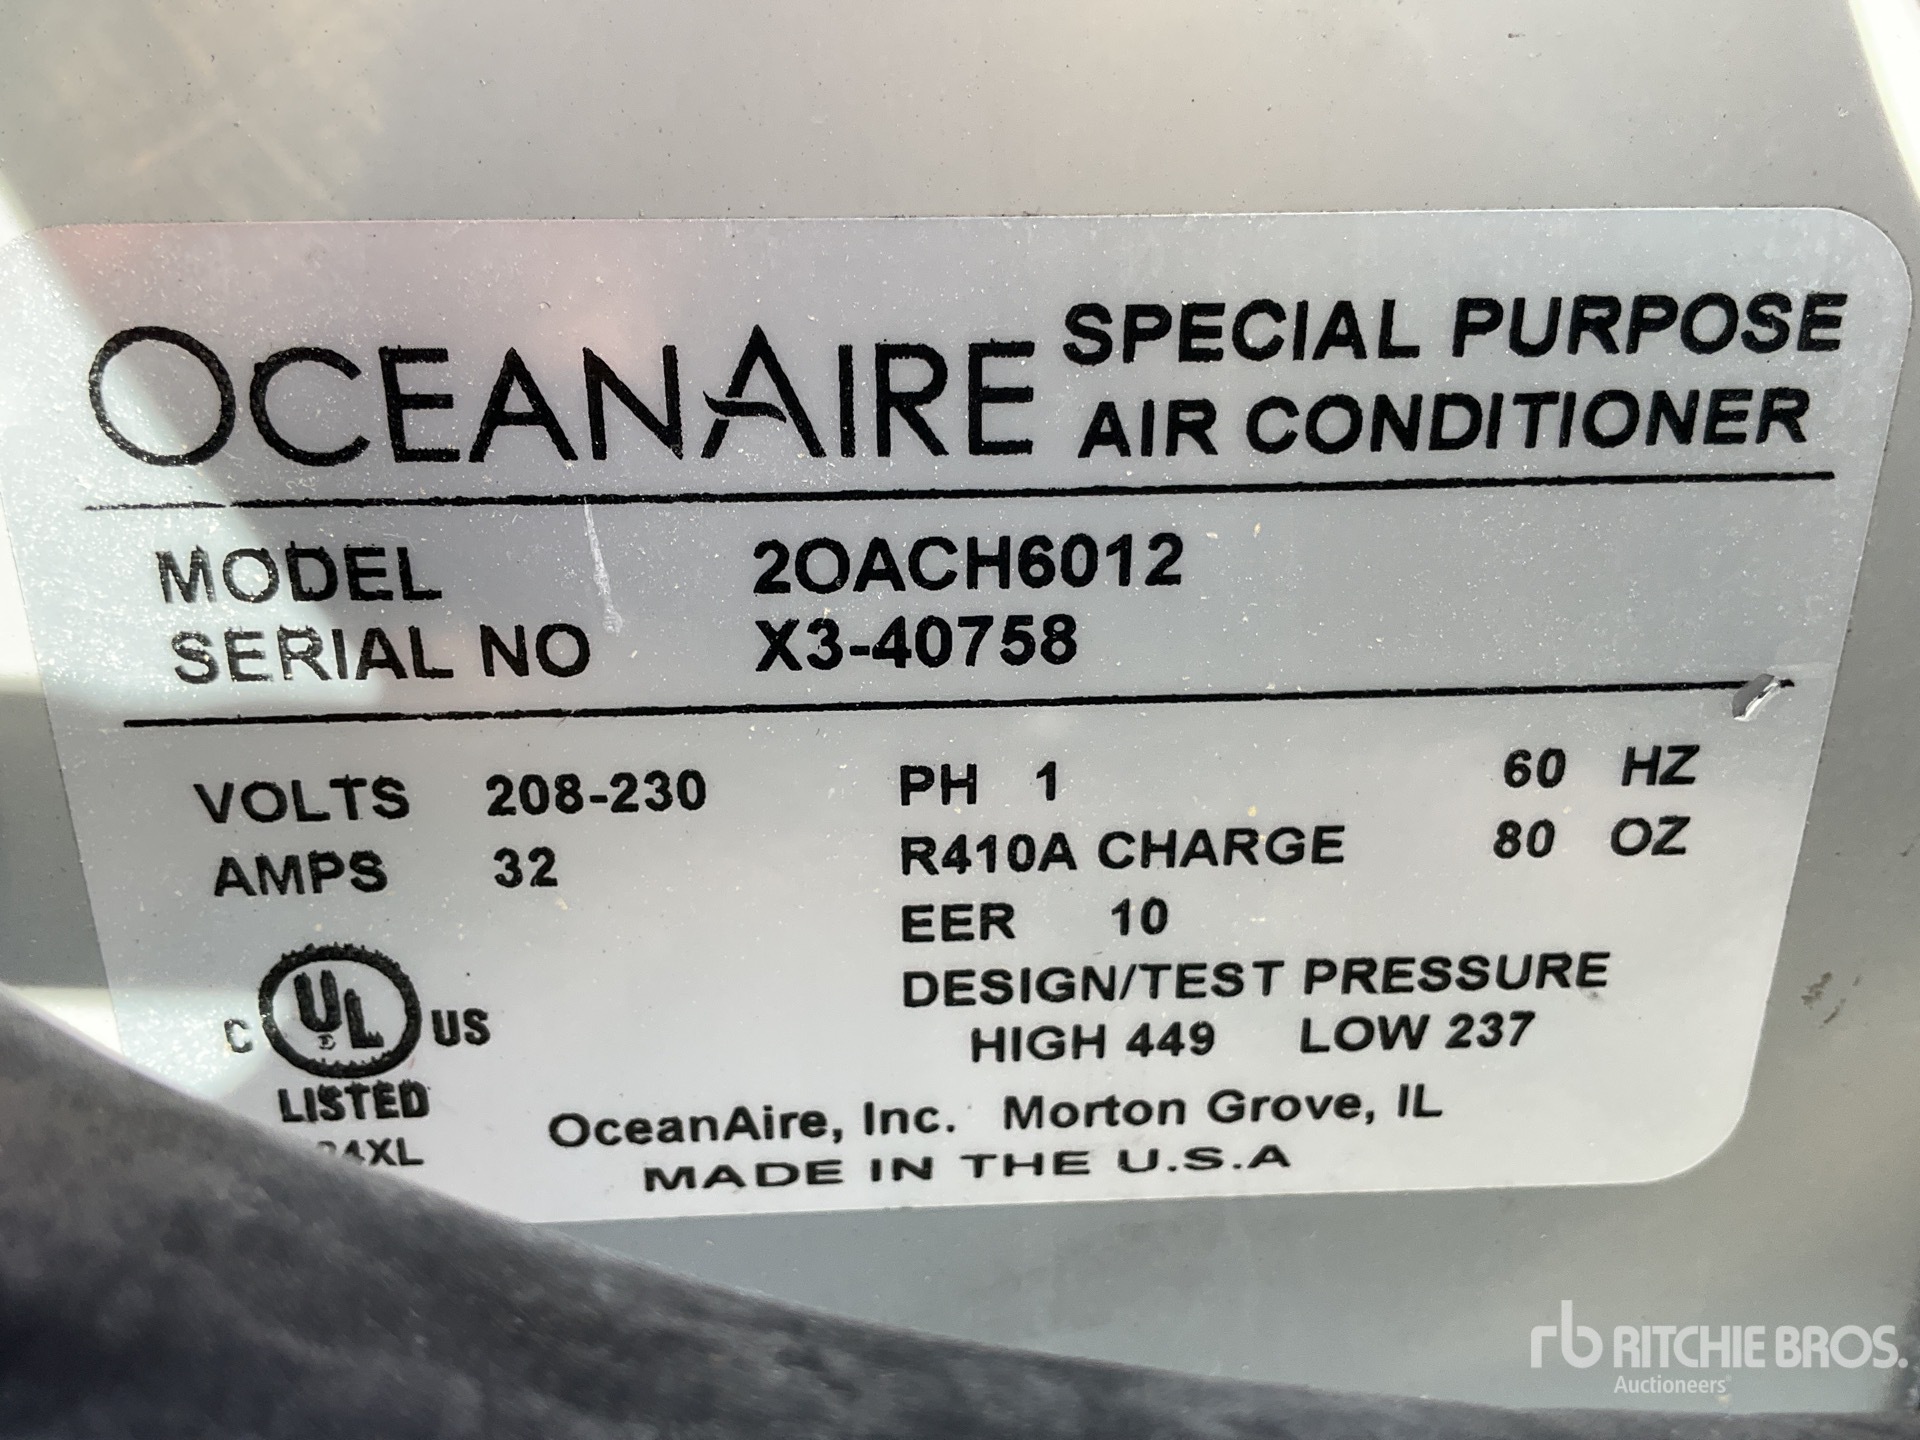 OCEANAIRE SPECIAL PURPOSE
AIR CONDITIONER
MODEL 2OACH6012
SERIAL NO X3-40758
VOLTS 208-230 PH 1 60 HZ
AMPS 32 R410A CHARGE 80 OZ
EER 10
DESIGN/TEST PRESSURE
HIGH 449 LOW 237
C UL US
LISTED
OceanAire, Inc. Morton Grove, IL
MADE IN THE U.S.A
rb RITCHIE BROS.
Auctioneers